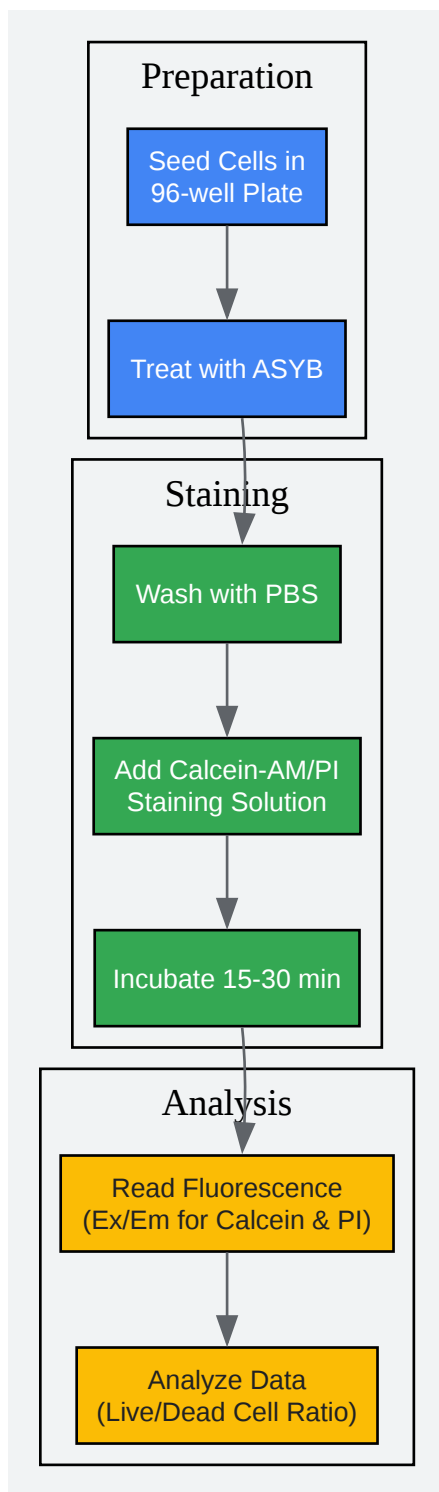 Preparation
Seed Cells in
96-well Plate
Treat with ASYB
Staining
Wash with PBS
Add Calcein-AM/PI
Staining Solution
Incubate 15-30 min
Analysis
Read Fluorescence
(Ex/Em for Calcein & PI)
Analyze Data
(Live/Dead Cell Ratio)